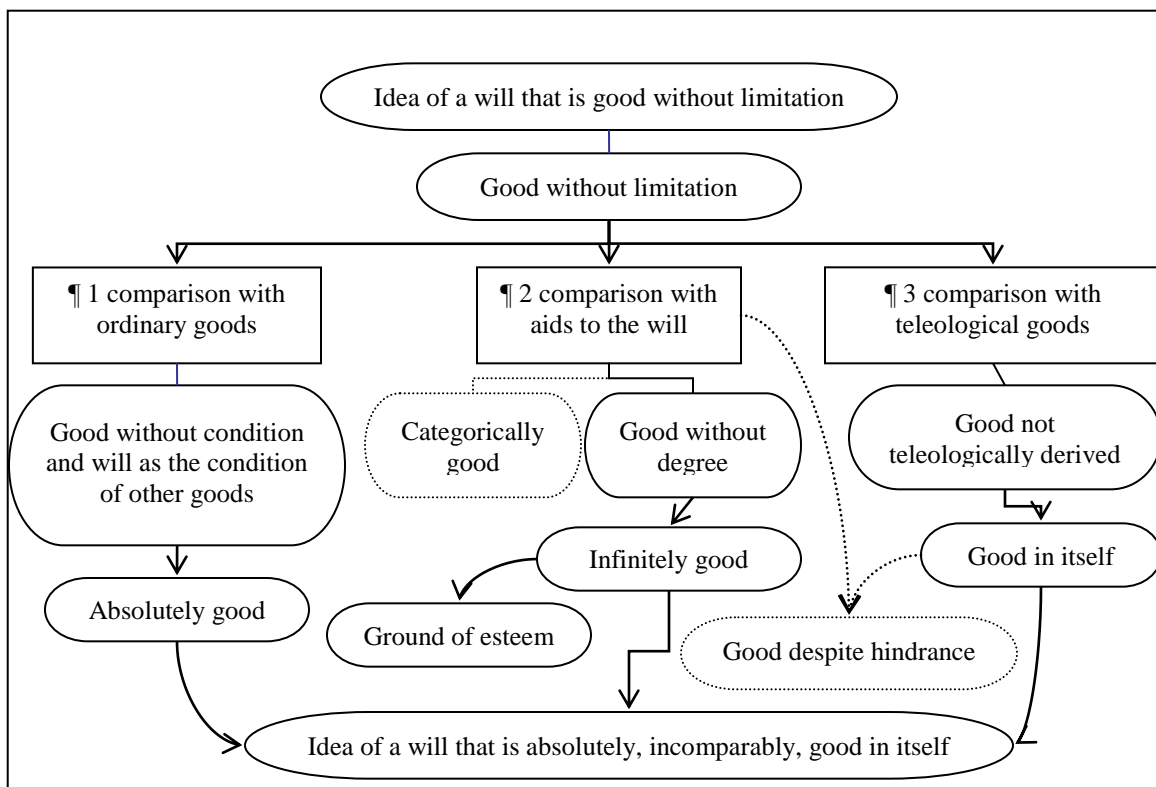 Idea of a will that is good without limitation
Good without limitation
¶ 1 comparison with
ordinary goods
¶ 2 comparison with
aids to the will
¶ 3 comparison with
teleological goods
Good without condition
and will as the condition
of other goods
Categorically
good
Good without
degree
Good not
teleologically derived
Absolutely good
Infinitely good
Good in itself
Ground of esteem
Good despite hindrance
Idea of a will that is absolutely, incomparably, good in itself